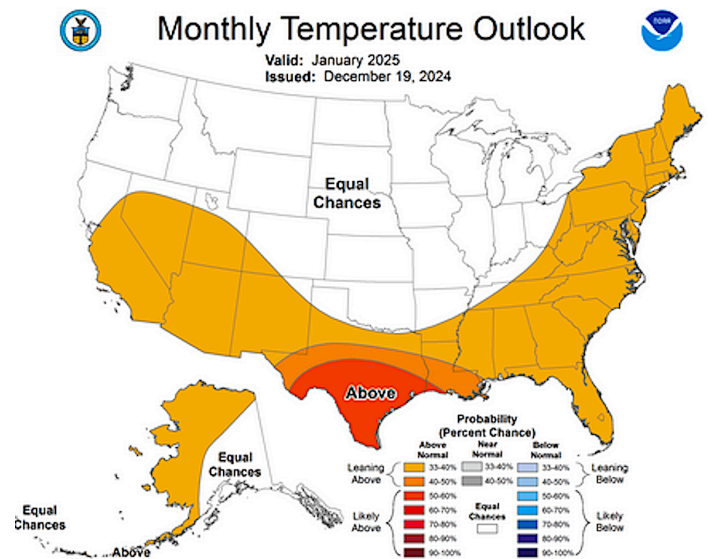 Monthly Temperature Outlook
NOAA
Valid: January 2025
Issued: December 19, 2024
Equal
Chances
Above
Equal
Chances
Equal
Chances
Above
Probability
(Percent Chance)
Above
Normal
Near
Normal
Below
Normal
Leaning
Above
33-40%
40-50%
Likely
Above
50-60%
60-70%
70-80%
80-90%
90-100%
33-40%
40-50%
Equal
Chances
33-40%
40-50%
50-60%
60-70%
70-80%
80-90%
90-100%
Leaning
Below
Likely
Below